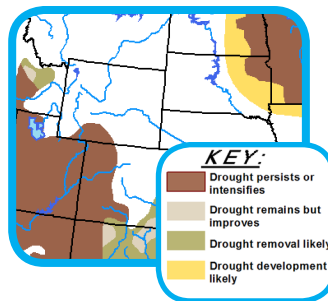 KEY:
Drought persists or
intensifies
Drought remains but
improves
Drought removal likely
Drought development
likely